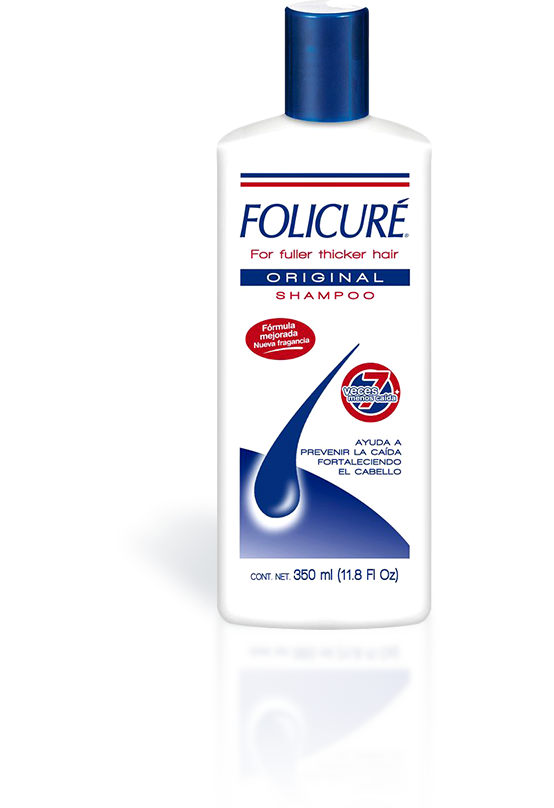 FOLICURÉ®
For fuller thicker hair
ORIGINAL
SHAMPOO
Fórmula
mejorada
Nueva fragancia
7
veces
menos caída
AYUDA A
PREVENIR LA CAÍDA
FORTALECIENDO
EL CABELLO
CONT. NET. 350 ml (11.8 Fl Oz)